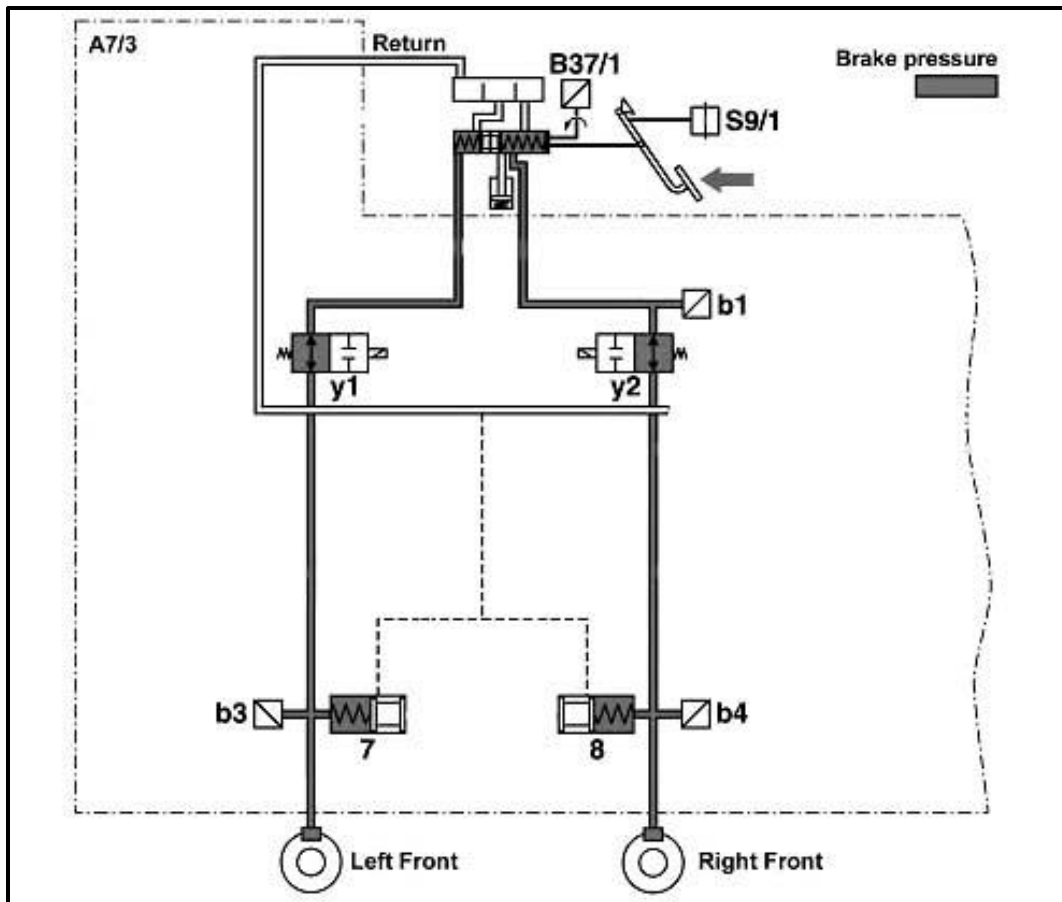 A7/3
Return
B37/1
Brake pressure
S9/1
b1
y1
y2
b3
7
8
b4
Left Front
Right Front